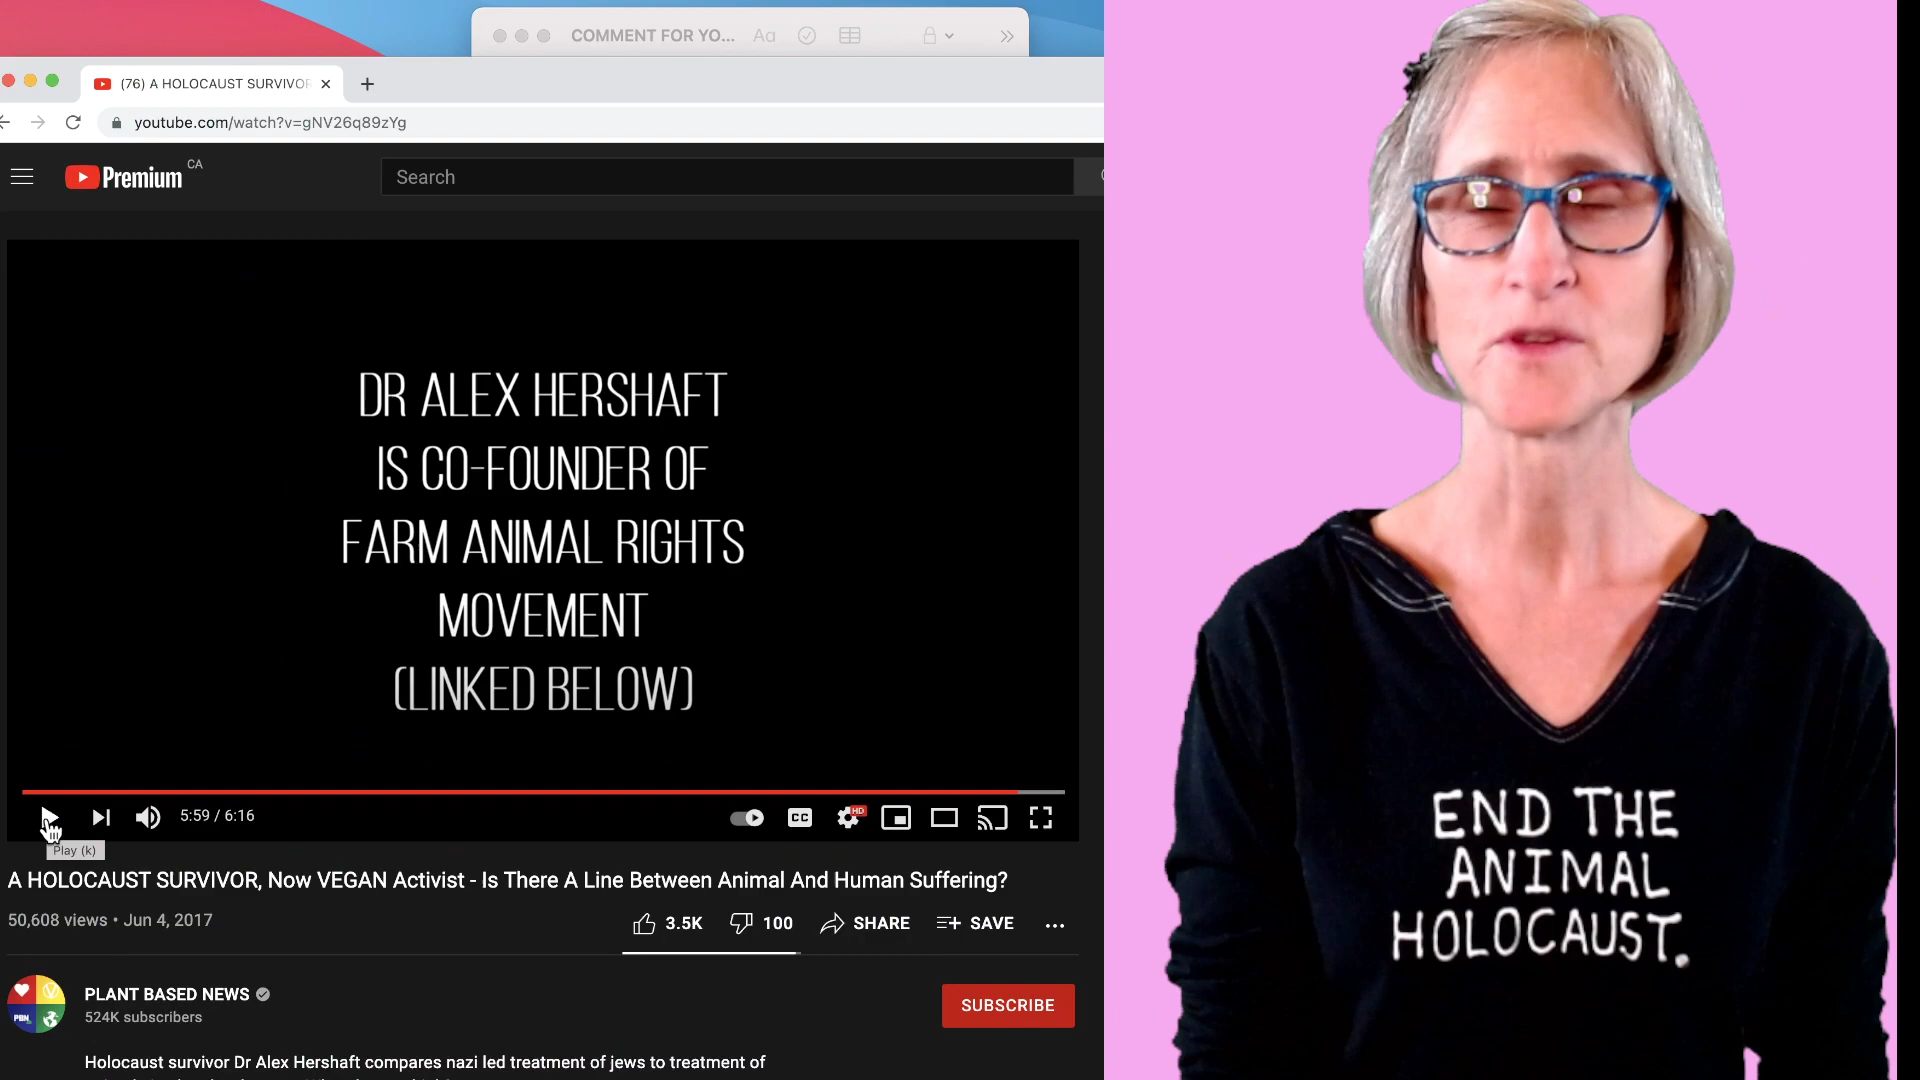 COMMENT FOR YO...
Aa
(76) A HOLOCAUST SURVIVOR
youtube.com/watch?v=gNV26q89zYg
Premium CA
Search
DR ALEX HERSHAFT
IS CO-FOUNDER OF
FARM ANIMAL RIGHTS
MOVEMENT
(LINKED BELOW)
5:59 / 6:16
CC
HD
Play (k)
A HOLOCAUST SURVIVOR, Now VEGAN Activist - Is There A Line Between Animal And Human Suffering?
50,608 views • Jun 4, 2017
3.5K
100
SHARE
SAVE
PBN
PLANT BASED NEWS
524K subscribers
SUBSCRIBE
Holocaust survivor Dr Alex Hershaft compares nazi led treatment of jews to treatment of
END THE
ANIMAL
HOLOCAUST.